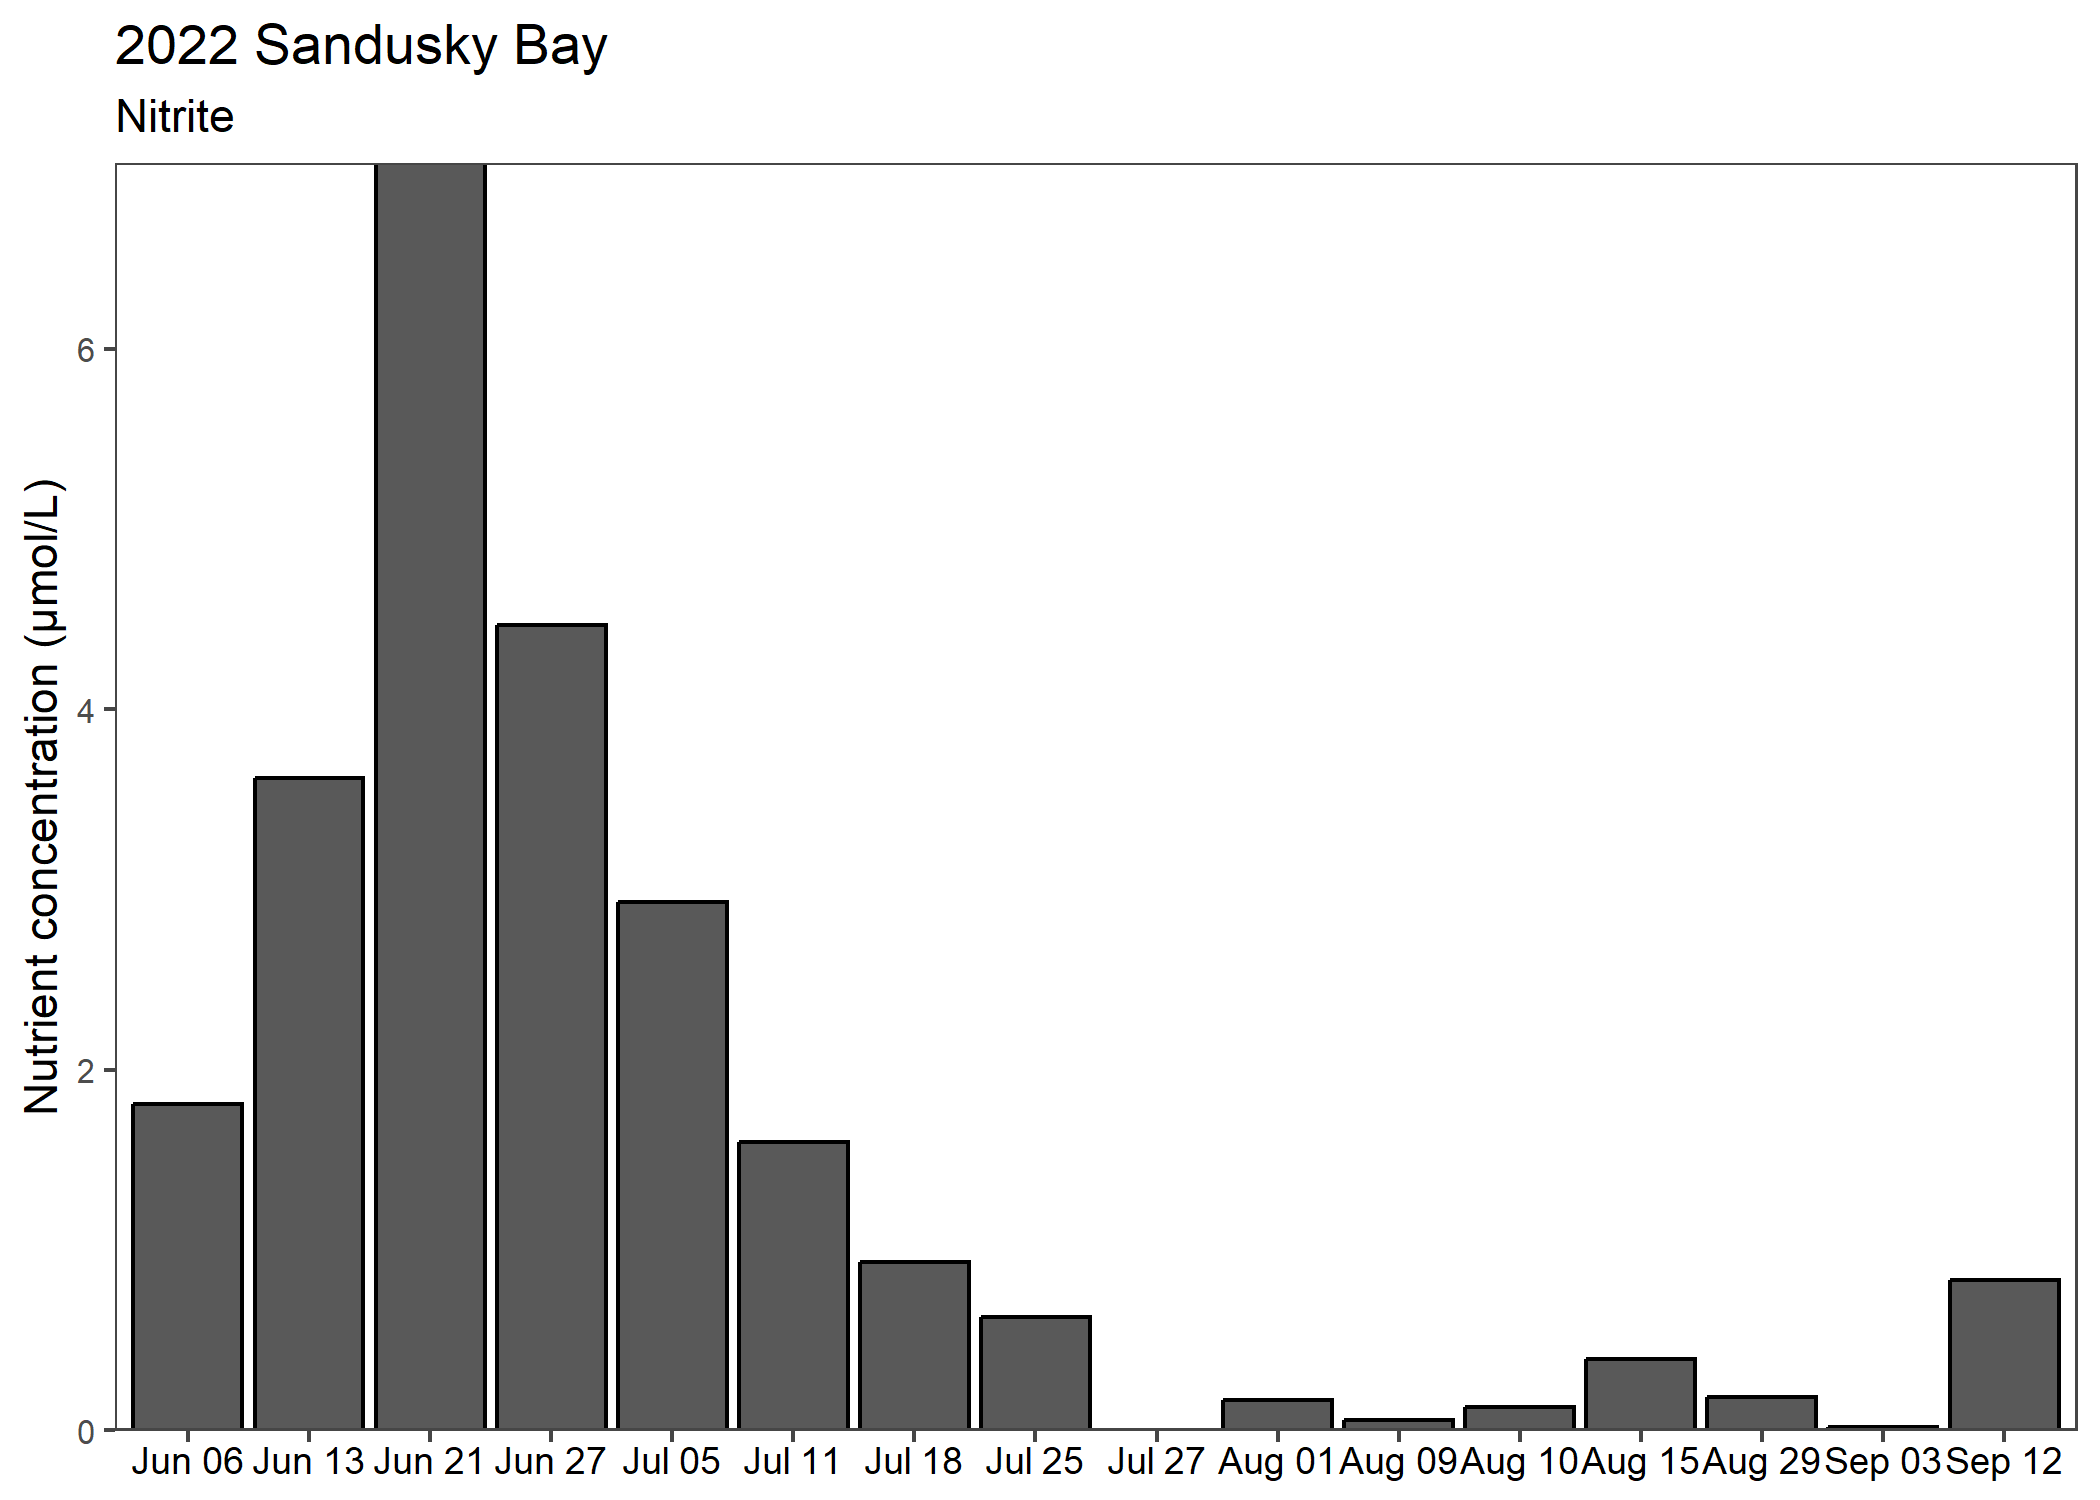 2022 Sandusky Bay
Nitrite
Nutrient concentration (µmol/L)
6
4
2
0
Jun 06 Jun 13 Jun 21 Jun 27 Jul 05 Jul 11 Jul 18 Jul 25 Jul 27 Aug 01 Aug 09 Aug 10 Aug 15 Aug 29 Sep 03 Sep 12